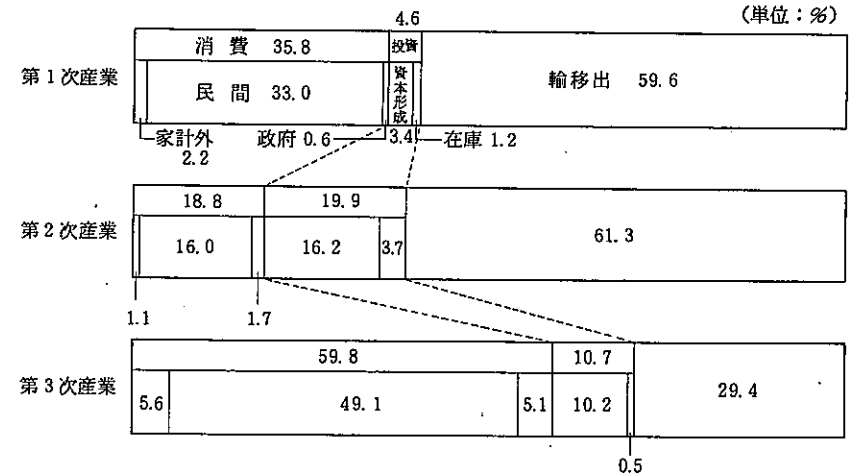 (単位：%)
4.6
消費 35.8 投資
第1次産業 輸移出 59.6
民間 33.0 資本形成
家計外 2.2 政府 0.6 3.4 在庫 1.2
18.8 19.9
第2次産業 61.3
16.0 16.2 3.7
1.1 1.7
59.8 10.7
第3次産業 29.4
5.6 49.1 5.1 10.2
0.5